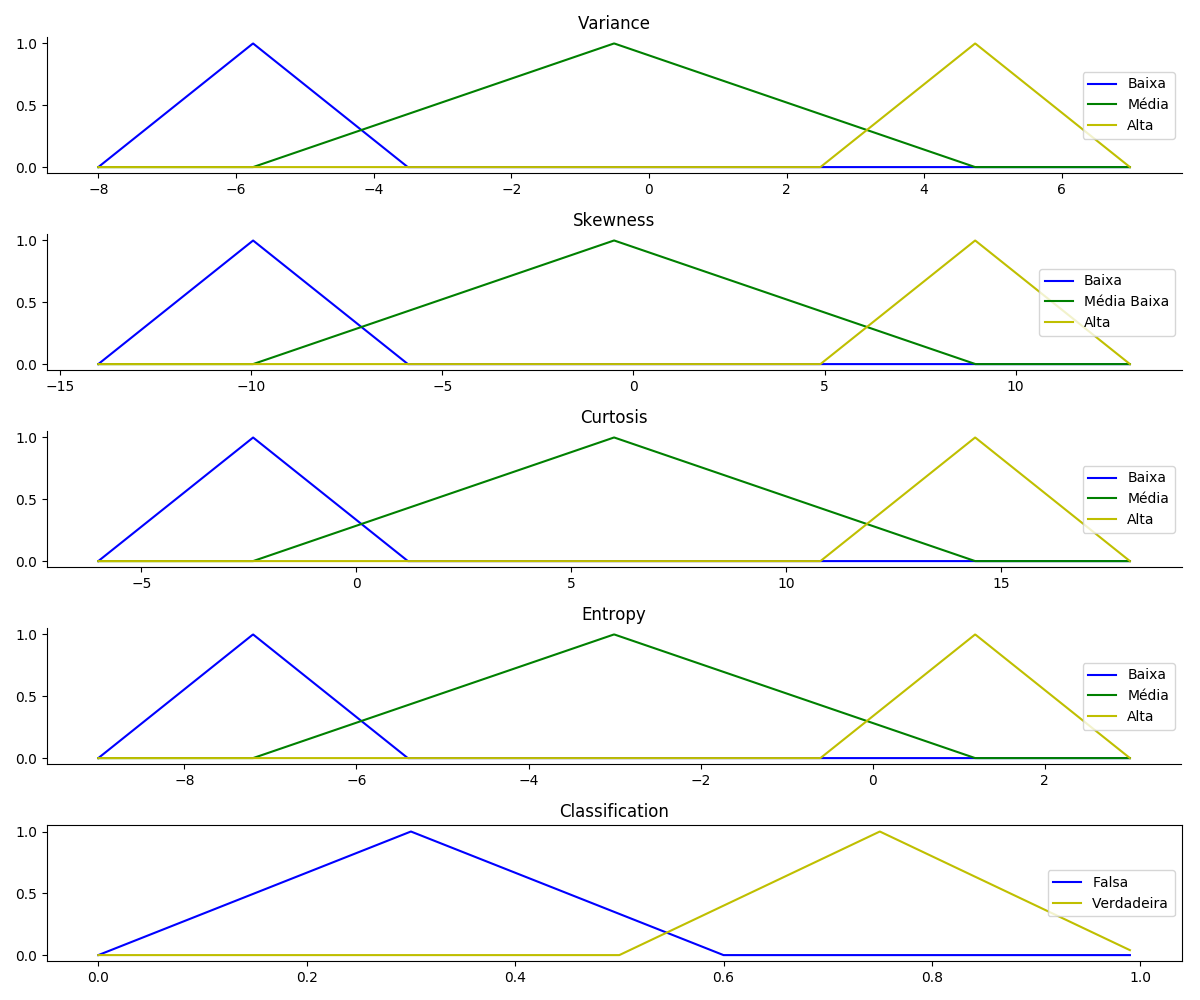 Variance
1.0
0.5
0.0
Baixa
Média
Alta
−8 −6 −4 −2 0 2 4 6
Skewness
1.0
0.5
0.0
Baixa
Média Baixa
Alta
−15 −10 −5 0 5 10
Curtosis
1.0
0.5
0.0
Baixa
Média
Alta
−5 0 5 10 15
Entropy
1.0
0.5
0.0
Baixa
Média
Alta
−8 −6 −4 −2 0 2
Classification
1.0
0.5
0.0
Falsa
Verdadeira
0.0 0.2 0.4 0.6 0.8 1.0